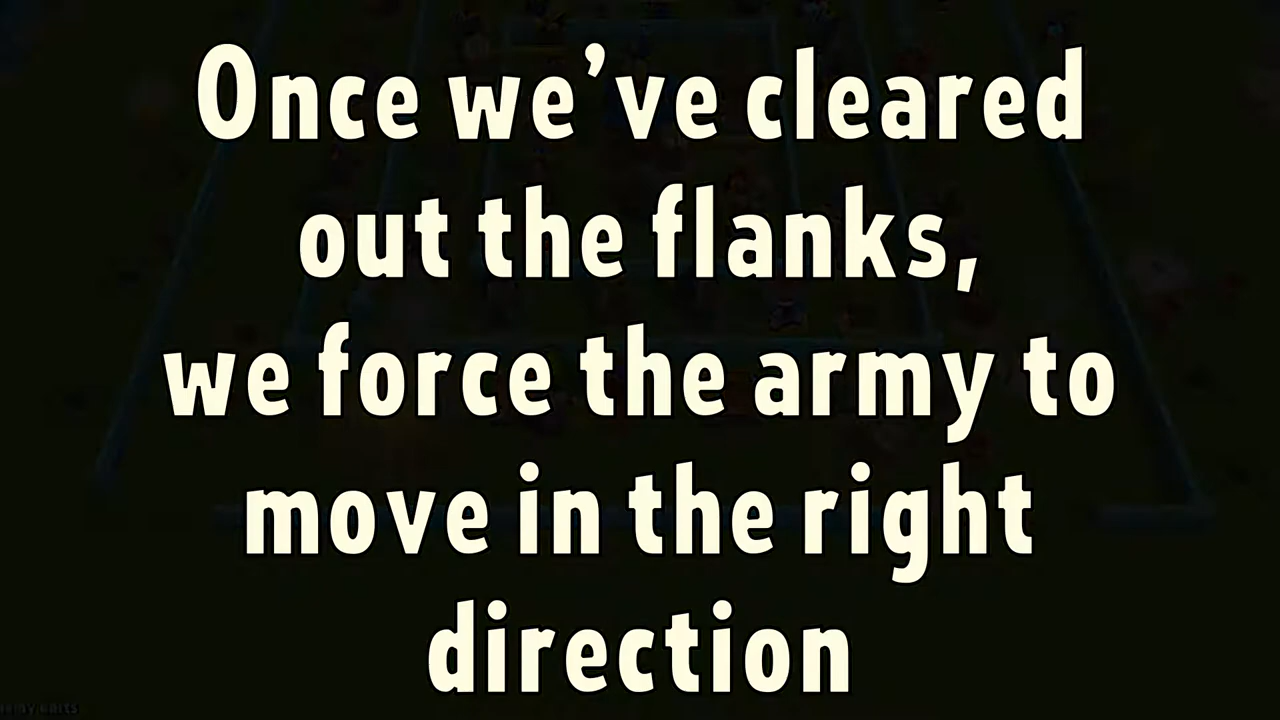 Once we’ve cleared
out the flanks,
we force the army to
move in the right
direction